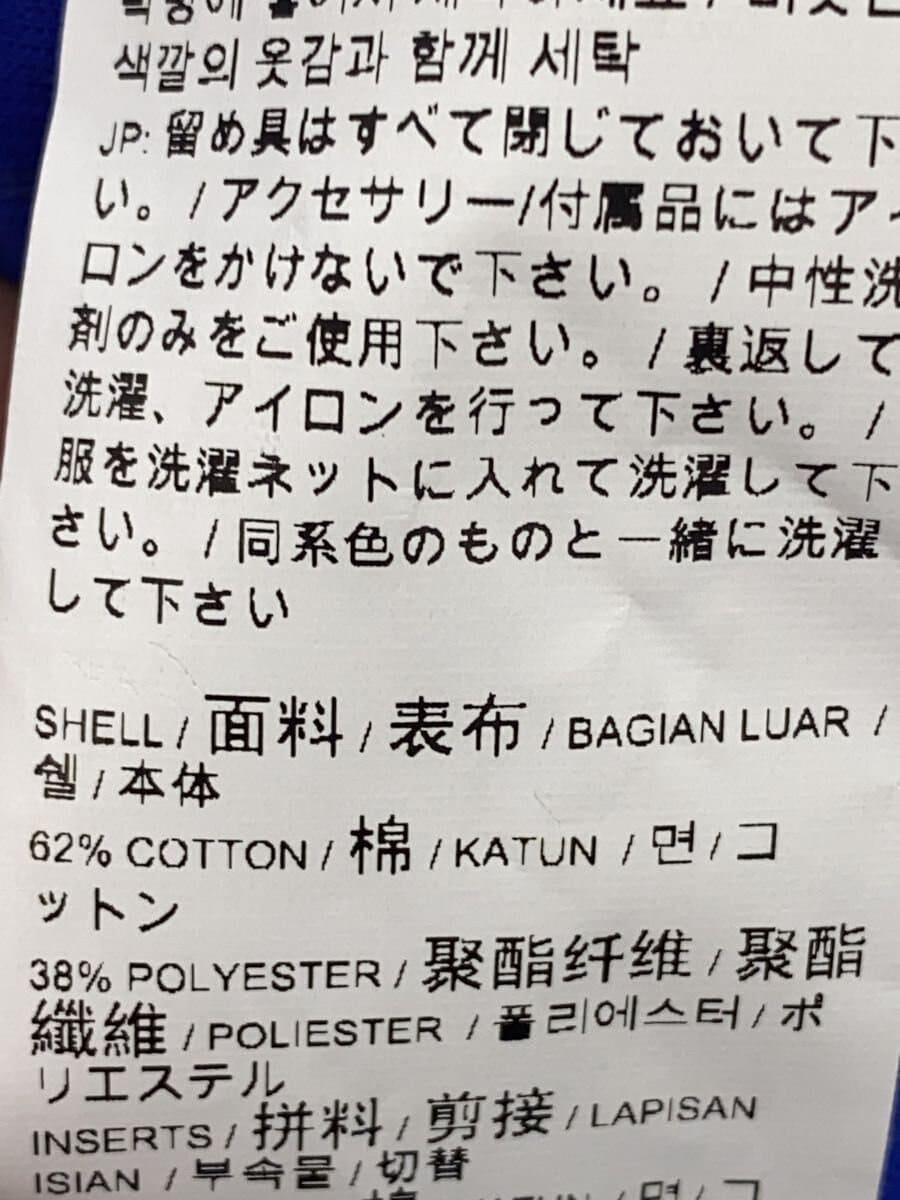 색깔의 옷감과 함께 세탁
JP: 留め具はすべて閉じておいて下
い。/アクセサリー/付属品にはアイ
ロンをかけないで下さい。/中性洗
剤のみをご使用下さい。/裏返して
洗濯、アイロンを行って下さい。/
服を洗濯ネットに入れて洗濯して下
さい。/同系色のものと一緒に洗濯
して下さい
SHELL / 面料 / 表布 / BAGIAN LUAR /
쉘 / 本体
62% COTTON / 棉 / KATUN / 면 / コ
ットン
38% POLYESTER / 聚酯纤维 / 聚酯
纖維 / POLIESTER / 폴리에스터 / ポ
リエステル
INSERTS / 拼料 / 剪接 / LAPISAN
ISIAN / 부속물 / 切替